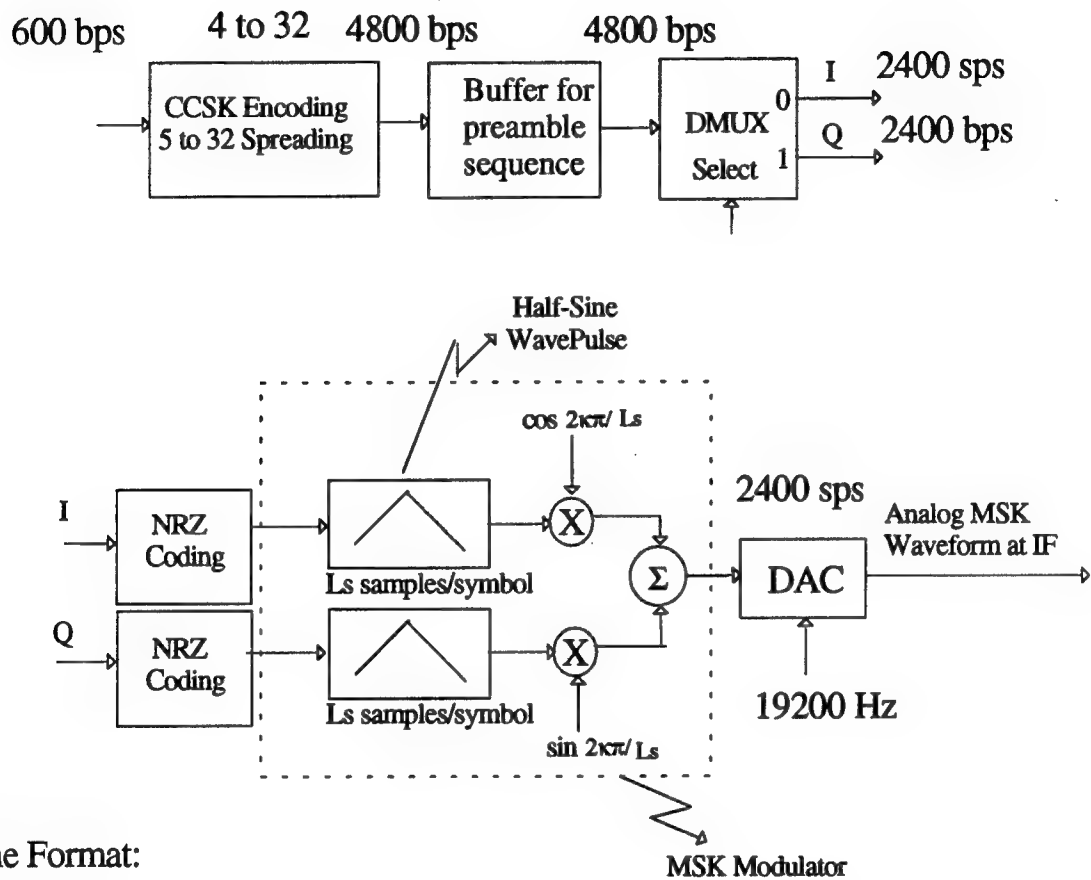 600 bps
4 to 32
4800 bps
4800 bps
CCSK Encoding
5 to 32 Spreading
Buffer for
preamble
sequence
DMUX
Select
0
1
I
2400 sps
Q
2400 bps
Half-Sine
WavePulse
cos 2κπ/ Ls
I
NRZ
Coding
Ls samples/symbol
X
Σ
2400 sps
DAC
Analog MSK
Waveform at IF
Q
NRZ
Coding
Ls samples/symbol
X
sin 2κπ/Ls
19200 Hz
ne Format:
MSK Modulator